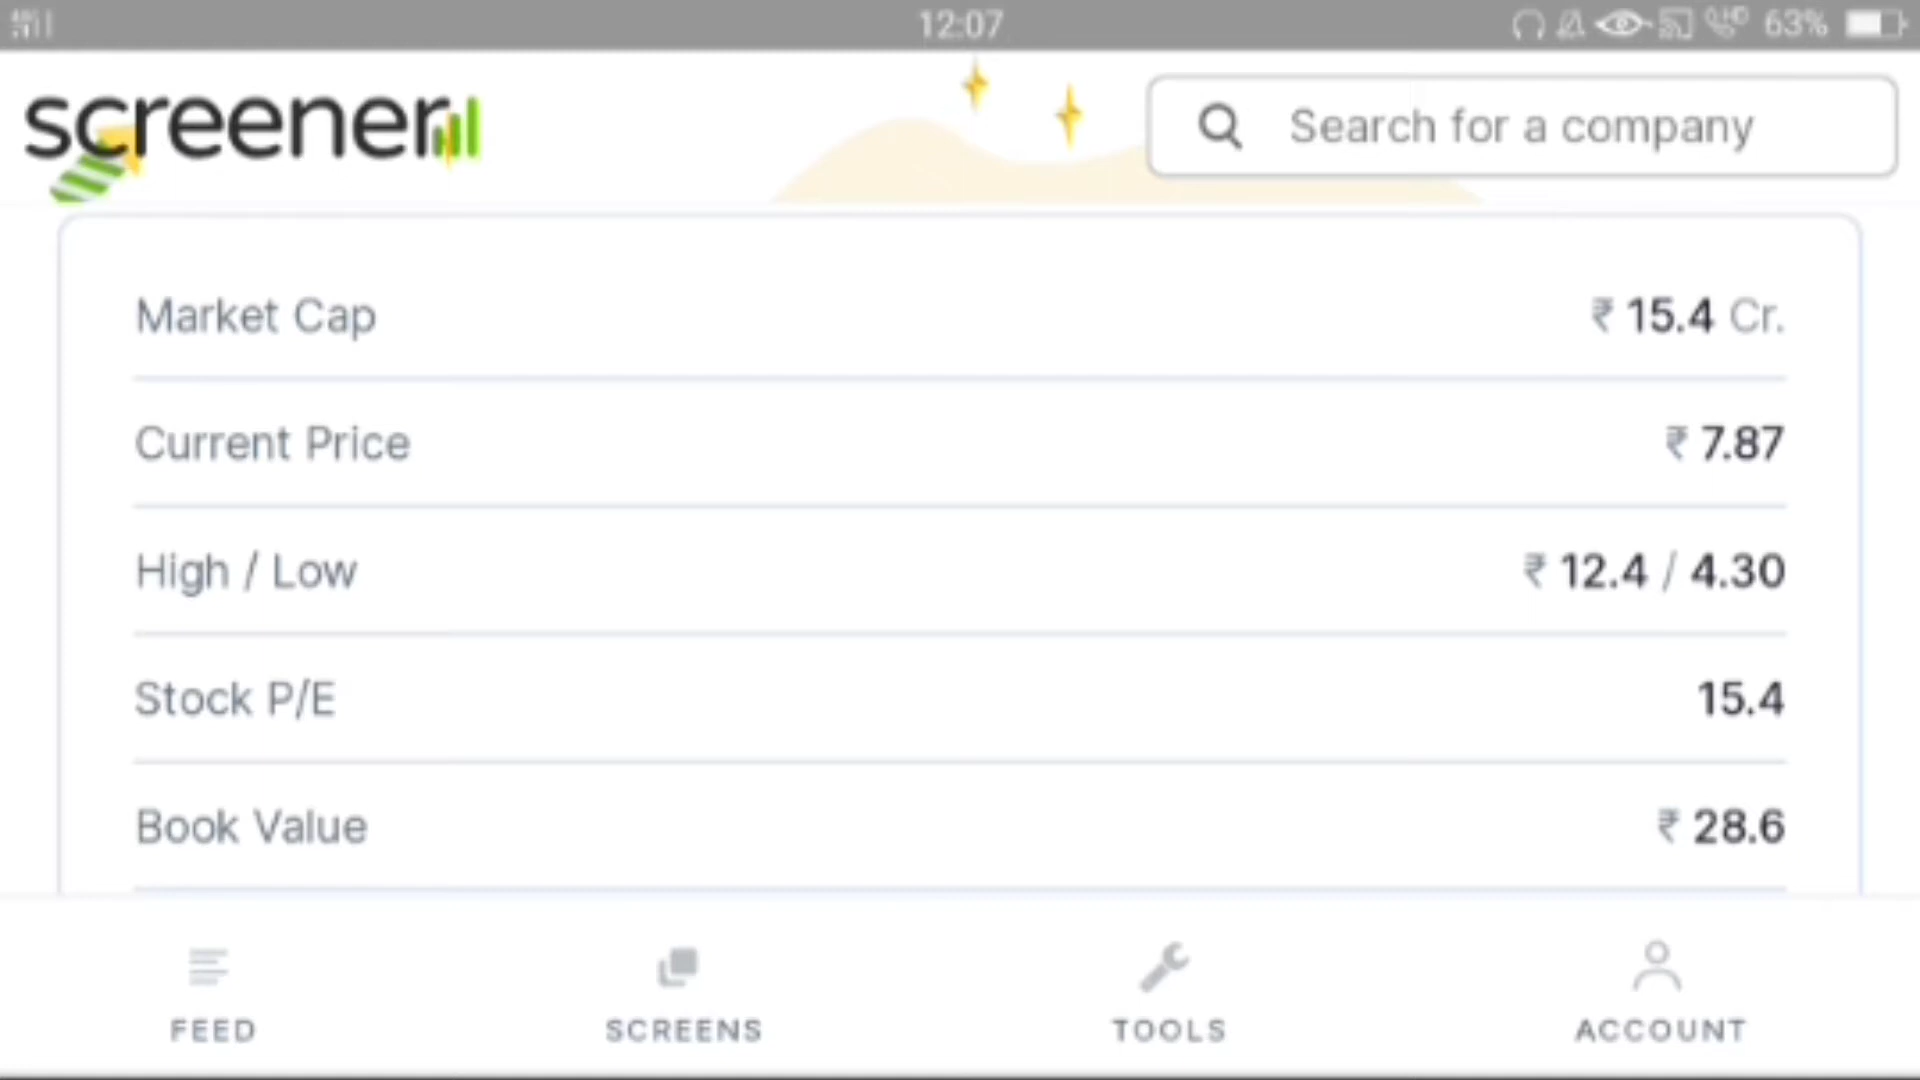 12:07
63%
screener
Search for a company
Market Cap
₹ 15.4 Cr.
Current Price
₹ 7.87
High / Low
₹ 12.4 / 4.30
Stock P/E
15.4
Book Value
₹ 28.6
FEED
SCREENS
TOOLS
ACCOUNT